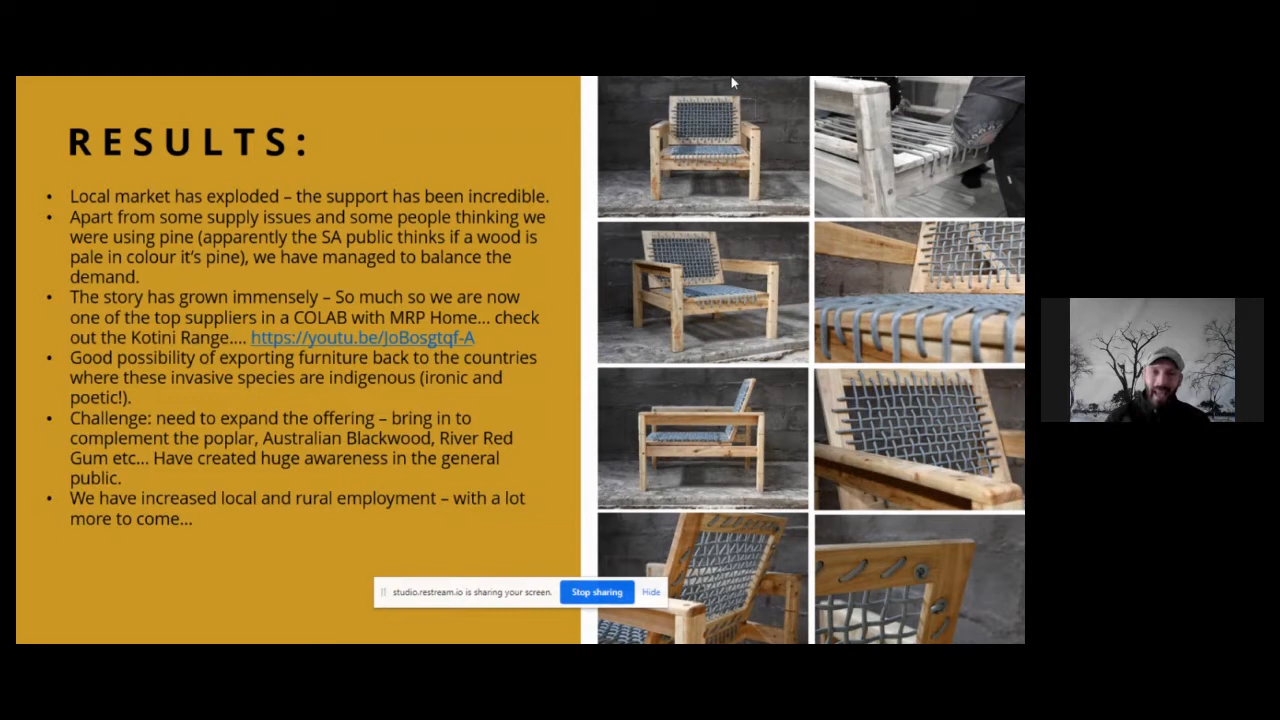 RESULTS:
• Local market has exploded – the support has been incredible.
• Apart from some supply issues and some people thinking we
were using pine (apparently the SA public thinks if a wood is
pale in colour it's pine), we have managed to balance the
demand.
• The story has grown immensely – So much so we are now
one of the top suppliers in a COLAB with MRP Home... check
out the Kotini Range.... https://youtu.be/JoBosgtqf-A
• Good possibility of exporting furniture back to the countries
where these invasive species are indigenous (ironic and
poetic!).
• Challenge: need to expand the offering – bring in to
complement the poplar, Australian Blackwood, River Red
Gum etc... Have created huge awareness in the general
public.
• We have increased local and rural employment – with a lot
more to come...
studio.restream.io is sharing your screen. Stop sharing Hide